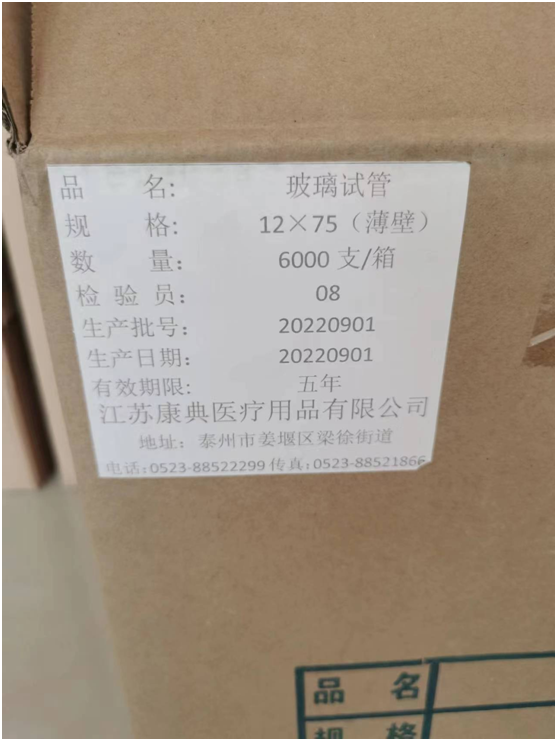 品 名: 玻璃试管
规 格: 12×75（薄壁）
数 量: 6000 支/箱
检 验 员: 08
生产批号: 20220901
生产日期: 20220901
有效期限: 五年
江苏康典医疗用品有限公司
地址: 泰州市姜堰区梁徐街道
电话:0523-88522299 传真:0523-88521866
品 名
规 格